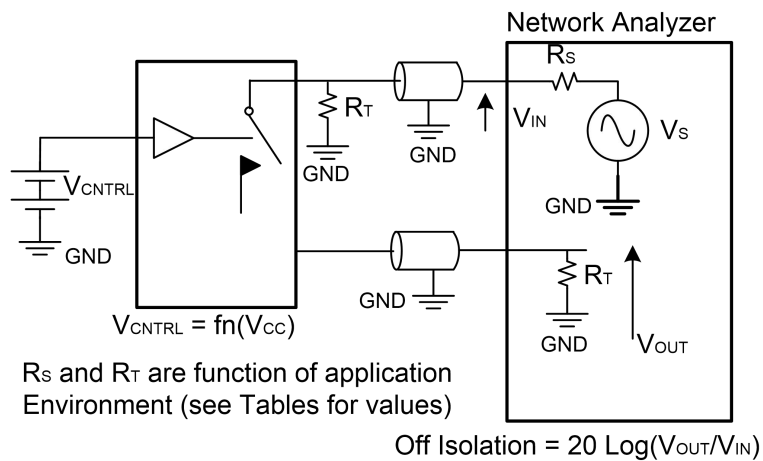 Network Analyzer
RS
RT
VIN
VS
GND
GND
GND
VCNTRL
GND
GND
RT
GND
VOUT
VCNTRL = fn(VCC)
RS and RT are function of application
Environment (see Tables for values)
Off Isolation = 20 Log(VOUT/VIN)